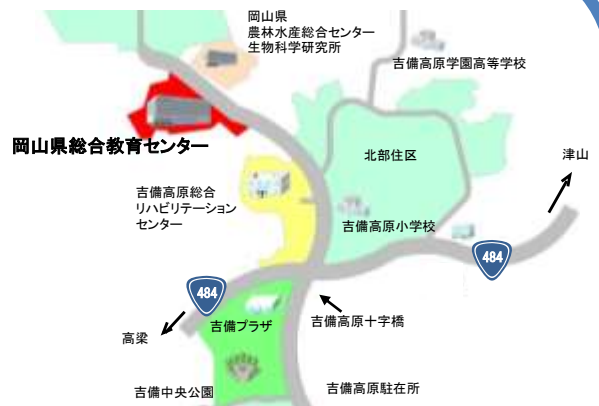 岡山県
農林水産総合センター
生物科学研究所
吉備高原学園高等学校
岡山県総合教育センター
北部住区
津山
吉備高原総合
リハビリテーション
センター
吉備高原小学校
484
484
吉備プラザ
吉備高原十字橋
高梁
吉備中央公園
吉備高原駐在所